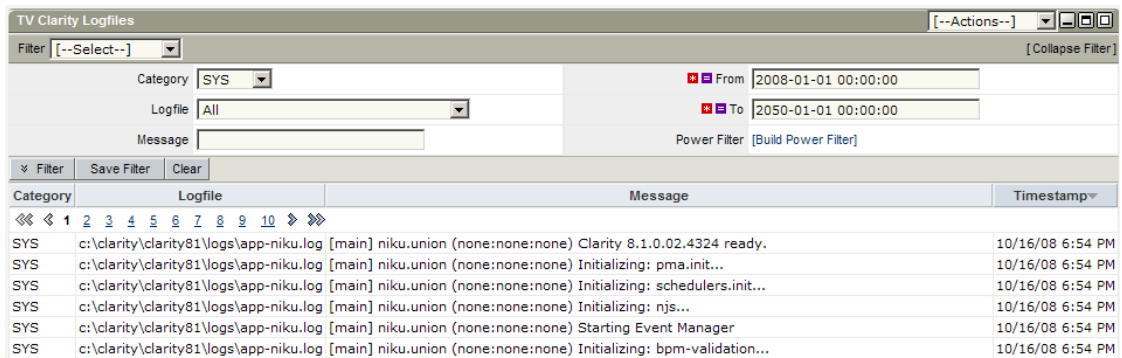 TV Clarity Logfiles [--Actions--]
Filter [--Select--] [Collapse Filter]
Category SYS From 2008-01-01 00:00:00
Logfile All To 2050-01-01 00:00:00
Message Power Filter [Build Power Filter]
Filter Save Filter Clear
Category Logfile Message Timestamp
1 2 3 4 5 6 7 8 9 10
SYS c:\clarity\clarity81\logs\app-niku.log [main] niku.union (none:none:none) Clarity 8.1.0.02.4324 ready. 10/16/08 6:54 PM
SYS c:\clarity\clarity81\logs\app-niku.log [main] niku.union (none:none:none) Initializing: pma.init... 10/16/08 6:54 PM
SYS c:\clarity\clarity81\logs\app-niku.log [main] niku.union (none:none:none) Initializing: schedulers.init... 10/16/08 6:54 PM
SYS c:\clarity\clarity81\logs\app-niku.log [main] niku.union (none:none:none) Initializing: njs... 10/16/08 6:54 PM
SYS c:\clarity\clarity81\logs\app-niku.log [main] niku.union (none:none:none) Starting Event Manager 10/16/08 6:54 PM
SYS c:\clarity\clarity81\logs\app-niku.log [main] niku.union (none:none:none) Initializing: bpm-validation... 10/16/08 6:54 PM